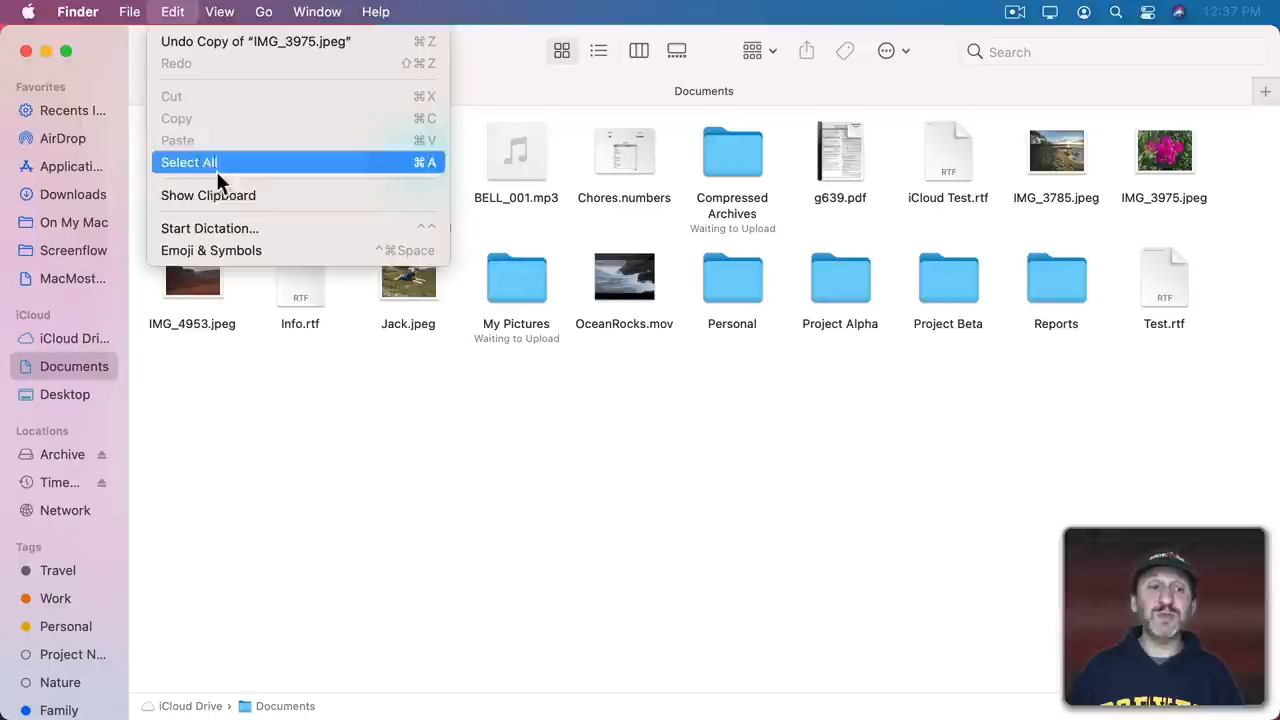 Finder File Edit View Go Window Help 12:37 PM
Undo Copy of “IMG_3975.jpeg” ⌘Z
Redo ⇧⌘Z
Cut ⌘X
Copy ⌘C
Paste ⌘V
Select All ⌘A
Show Clipboard
Start Dictation... ^^
Emoji & Symbols ^⌘Space
Search
Documents
Favorites
Recents I...
AirDrop
Applicati...
Downloads
On My Mac
Screenflow
MacMost...
iCloud
iCloud Dri...
Documents
Desktop
Locations
Archive
Time...
Network
Tags
Travel
Work
Personal
Project N...
Nature
Family
BELL_001.mp3 Chores.numbers Compressed Archives g639.pdf iCloud Test.rtf IMG_3785.jpeg IMG_3975.jpeg
RTF
Waiting to Upload
RTF RTF
IMG_4953.jpeg Info.rtf Jack.jpeg My Pictures OceanRocks.mov Personal Project Alpha Project Beta Reports Test.rtf
Waiting to Upload
iCloud Drive › Documents